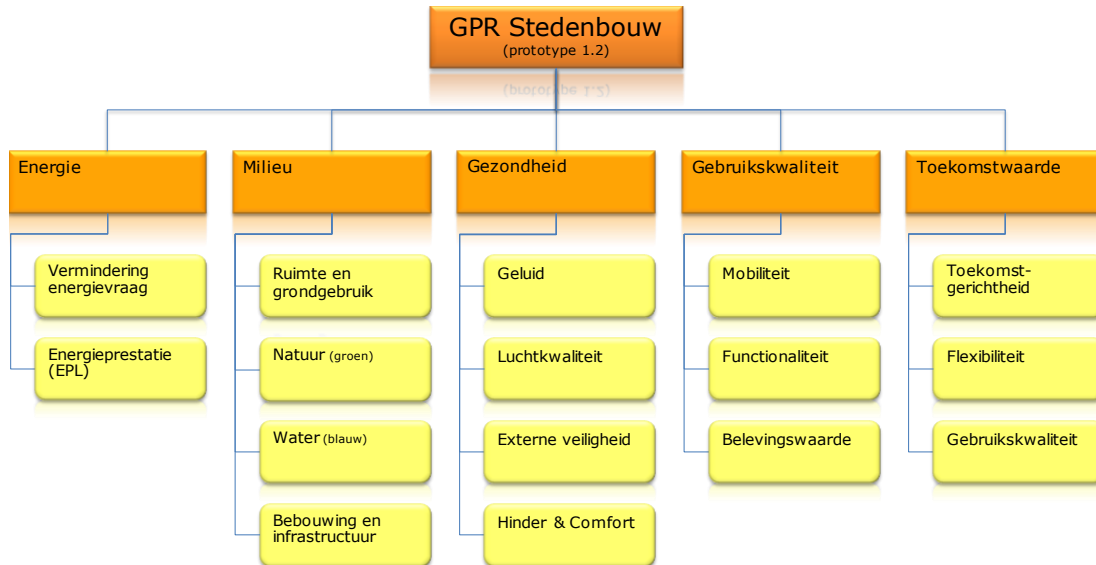 GPR Stedenbouw
(prototype 1.2)
Energie
Vermindering
energievraag
Energieprestatie
(EPL)
Milieu
Ruimte en
grondgebruik
Natuur (groen)
Water (blauw)
Bebouwing en
infrastructuur
Gezondheid
Geluid
Luchtkwaliteit
Externe veiligheid
Hinder & Comfort
Gebruikskwaliteit
Mobiliteit
Functionaliteit
Belevingswaarde
Toekomstwaarde
Toekomst-
gerichtheid
Flexibiliteit
Gebruikskwaliteit